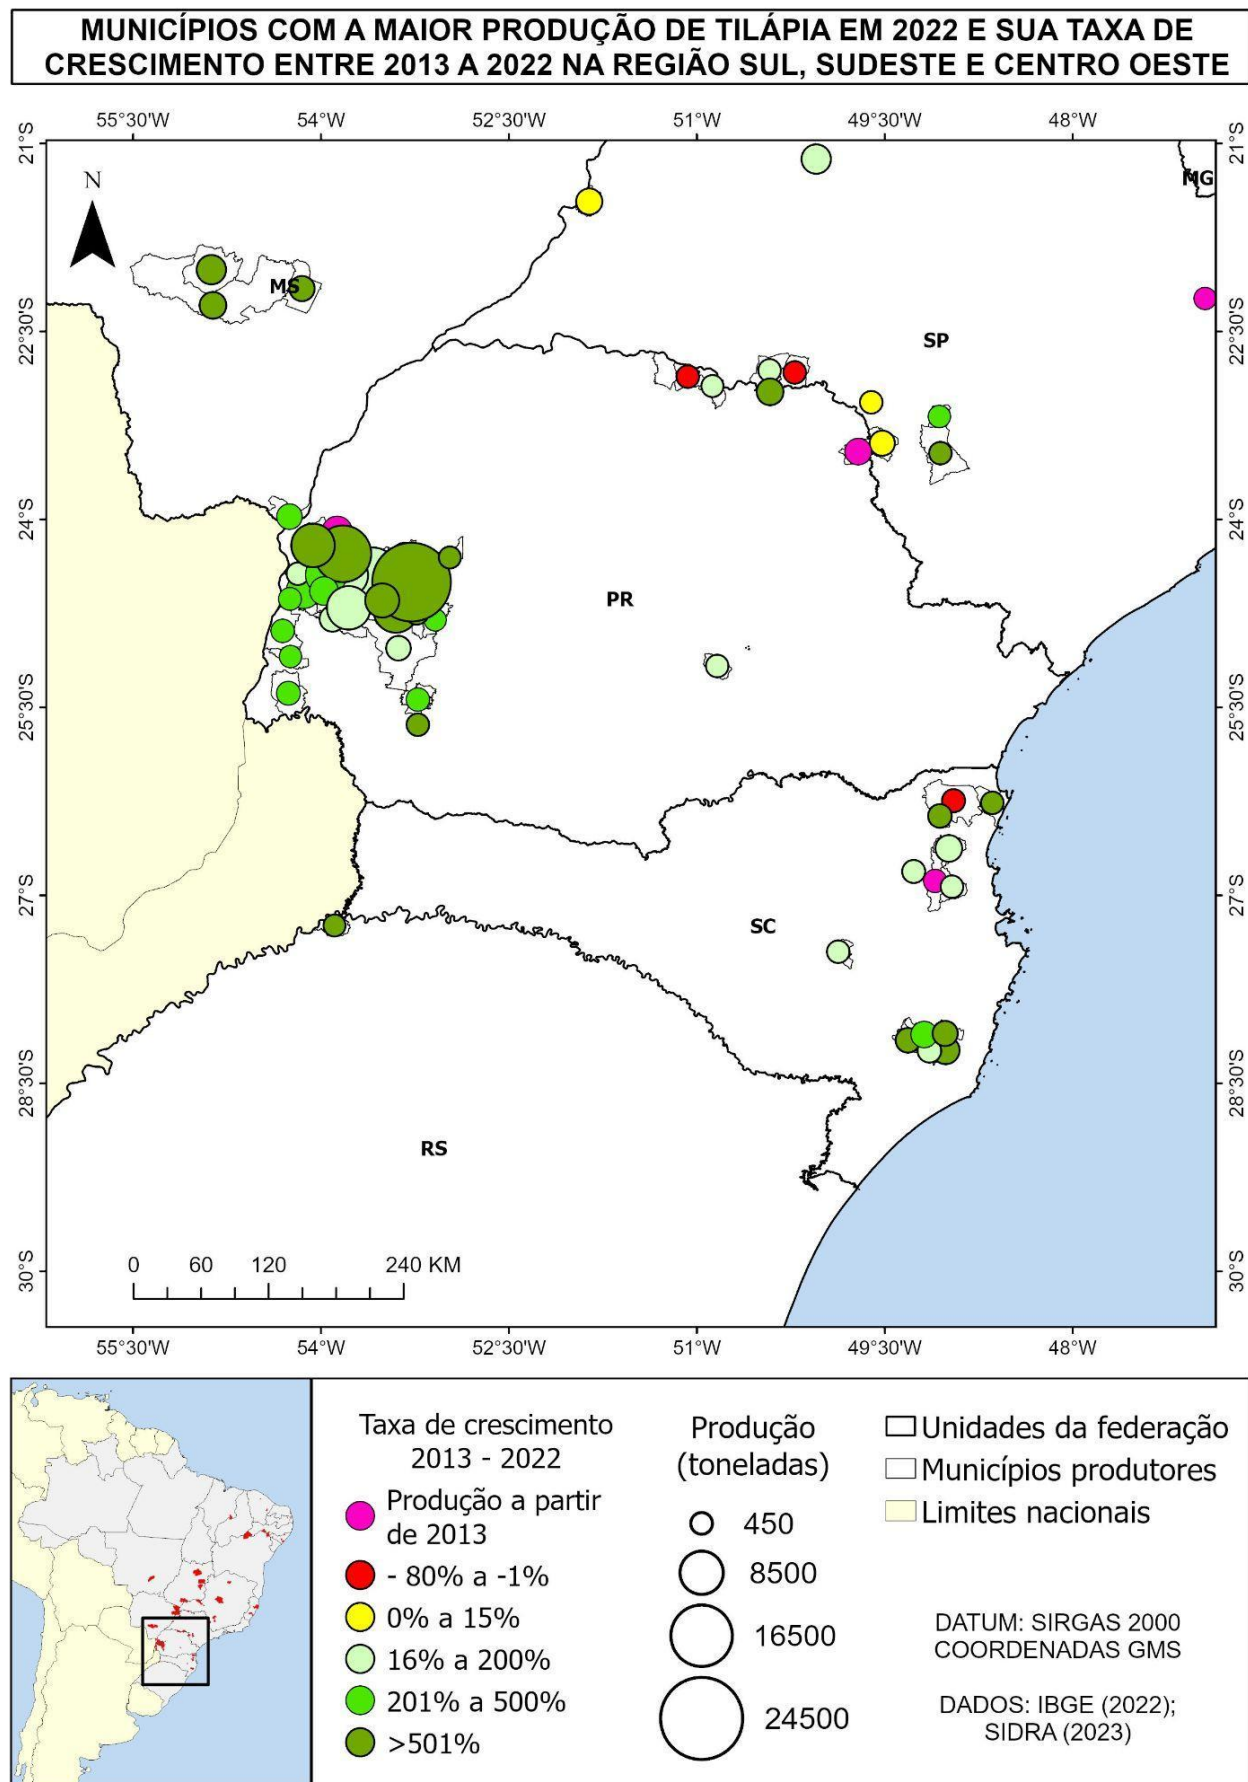 MUNICÍPIOS COM A MAIOR PRODUÇÃO DE TILÁPIA EM 2022 E SUA TAXA DE
CRESCIMENTO ENTRE 2013 A 2022 NA REGIÃO SUL, SUDESTE E CENTRO OESTE
55°30'W 54°W 52°30'W 51°W 49°30'W 48°W
21°S 21°S
N
MG
MS
22°30'S 22°30'S
SP
24°S 24°S
PR
25°30'S 25°30'S
27°S 27°S
SC
28°30'S 28°30'S
RS
0 60 120 240 KM
30°S 30°S
55°30'W 54°W 52°30'W 51°W 49°30'W 48°W
Taxa de crescimento
2013 - 2022
Produção a partir
de 2013
- 80% a -1%
0% a 15%
16% a 200%
201% a 500%
>501%
Produção
(toneladas)
450
8500
16500
24500
Unidades da federação
Municípios produtores
Limites nacionais
DATUM: SIRGAS 2000
COORDENADAS GMS
DADOS: IBGE (2022);
SIDRA (2023)